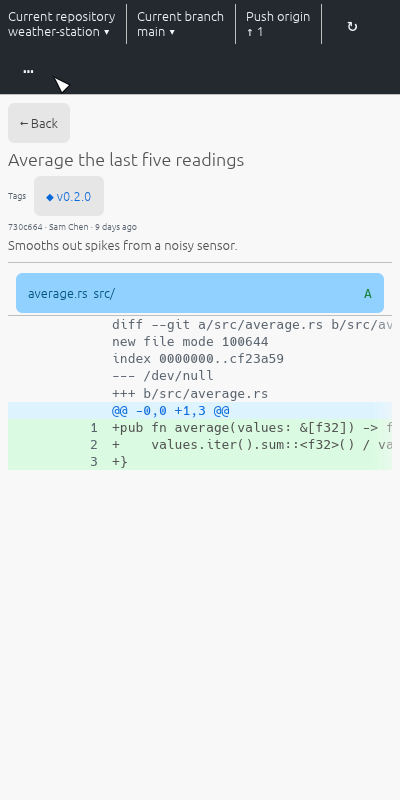 Current repository
weather-station ▾
Current branch
main ▾
Push origin
↑ 1
↻
…
← Back
Average the last five readings
Tags ◆ v0.2.0
730c664 · Sam Chen · 9 days ago
Smooths out spikes from a noisy sensor.
average.rs src/ A
diff --git a/src/average.rs b/src/av
new file mode 100644
index 0000000..cf23a59
--- /dev/null
+++ b/src/average.rs
@@ -0,0 +1,3 @@
1 +pub fn average(values: &[f32]) -> f
2 +    values.iter().sum::<f32>() / va
3 +}